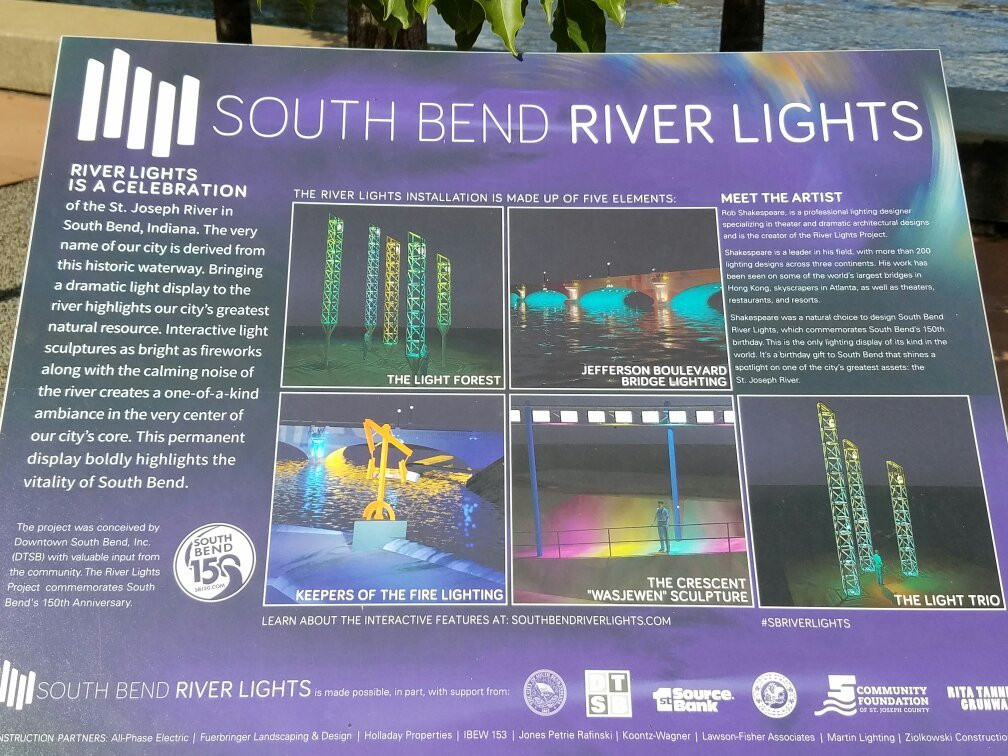 SOUTH BEND RIVER LIGHTS
RIVER LIGHTS
IS A CELEBRATION
of the St. Joseph River in
South Bend, Indiana. The very
name of our city is derived from
this historic waterway. Bringing
a dramatic light display to the
river highlights our city's greatest
natural resource. Interactive light
sculptures as bright as fireworks
along with the calming noise of
the river creates a one-of-a-kind
ambiance in the very center of
our city's core. This permanent
display boldly highlights the
vitality of South Bend.
The project was conceived by
Downtown South Bend, Inc.
(DTSB) with valuable input from
the community. The River Lights
Project commemorates South
Bend's 150th Anniversary.
SOUTH
BEND
150
SB150.COM
THE RIVER LIGHTS INSTALLATION IS MADE UP OF FIVE ELEMENTS:
THE LIGHT FOREST
JEFFERSON BOULEVARD
BRIDGE LIGHTING
KEEPERS OF THE FIRE LIGHTING
THE CRESCENT
"WASJEWEN" SCULPTURE
THE LIGHT TRIO
MEET THE ARTIST
Rob Shakespeare, is a professional lighting designer
specializing in theater and dramatic architectural designs
and is the creator of the River Lights Project.
Shakespeare is a leader in his field, with more than 200
lighting designs across three continents. His work has
been seen on some of the world's largest bridges in
Hong Kong, skyscrapers in Atlanta, as well as theaters,
restaurants, and resorts.
Shakespeare was a natural choice to design South Bend
River Lights, which commemorates South Bend's 150th
birthday. This is the only lighting display of its kind in the
world. It's a birthday gift to South Bend that shines a
spotlight on one of the city's greatest assets: the
St. Joseph River.
LEARN ABOUT THE INTERACTIVE FEATURES AT: SOUTHBENDRIVERLIGHTS.COM
#SBRIVERLIGHTS
SOUTH BEND RIVER LIGHTS is made possible, in part, with support from:
DT
SB
1st Source
Bank
COMMUNITY
FOUNDATION
OF ST. JOSEPH COUNTY
RITA TANN
GRUNWA
NSTRUCTION PARTNERS: All-Phase Electric | Fuerbringer Landscaping & Design | Holladay Properties | IBEW 153 | Jones Petrie Rafinski | Koontz-Wagner | Lawson-Fisher Associates | Martin Lighting | Ziolkowski Constructio